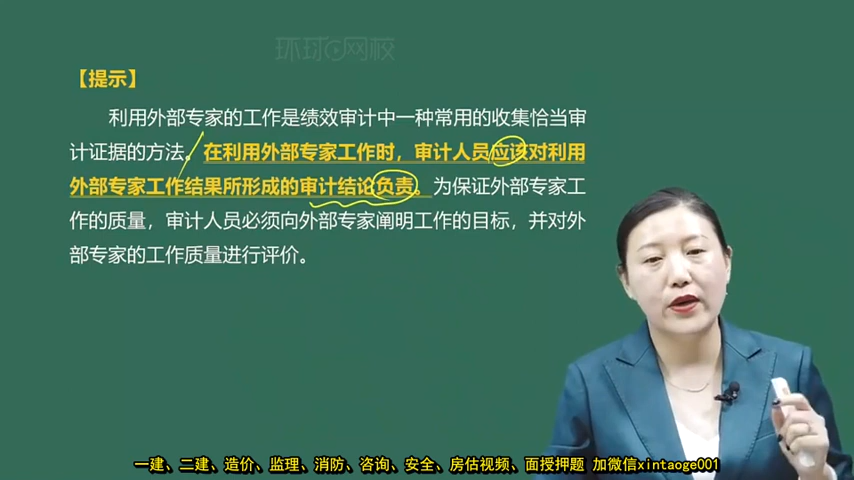 环球网校
【提示】
利用外部专家的工作是绩效审计中一种常用的收集恰当审
计证据的方法。在利用外部专家工作时，审计人员应该对利用
外部专家工作结果所形成的审计结论负责。为保证外部专家工
作的质量，审计人员必须向外部专家阐明工作的目标，并对外
部专家的工作质量进行评价。
一建、二建、造价、监理、消防、咨询、安全、房估视频、面授押题 加微信xintaoge001